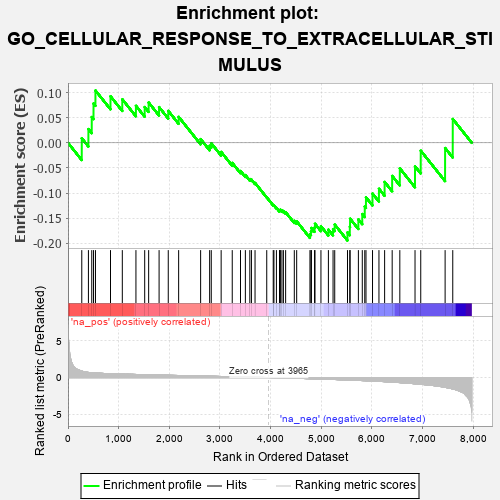 Enrichment plot:
GO_CELLULAR_RESPONSE_TO_EXTRACELLULAR_STI
MULUS
Enrichment score (ES)
0.10
0.05
0.00
-0.05
-0.10
-0.15
-0.20
'na_pos' (positively correlated)
Ranked list metric (PreRanked)
5
0
-5
Zero cross at 3965
'na_neg' (negatively correlated)
0
1,000
2,000
3,000
4,000
5,000
6,000
7,000
8,000
Rank in Ordered Dataset
Enrichment profile
Hits
Ranking metric scores